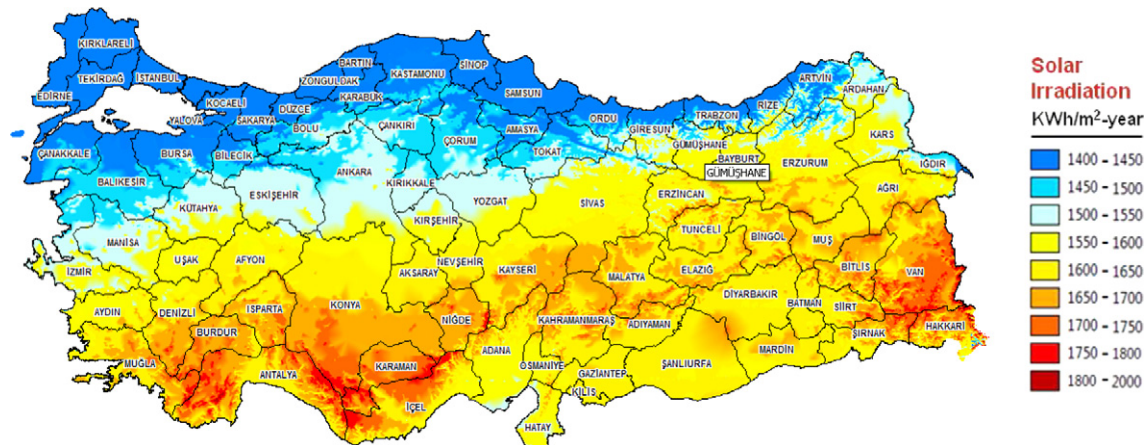 KIRKLARELİ
TEKİRDAĞ
İSTANBUL
EDİRNE
KOCAELİ
YALOVA
SAKARYA
DÜZCE
BOLU
ZONGULDAK
BARTIN
KARABÜK
KASTAMONU
SİNOP
SAMSUN
ÇANKIRI
ÇORUM
AMASYA
TOKAT
ORDU
GİRESUN
TRABZON
RİZE
ARTVİN
ARDAHAN
KARS
GÜMÜŞHANE
BAYBURT
GÜMÜŞHANE
ERZURUM
IĞDIR
AĞRI
ÇANAKKALE
BURSA
BİLECİK
BALIKESİR
ESKİŞEHİR
ANKARA
KIRIKKALE
KÜTAHYA
KIRŞEHİR
YOZGAT
SİVAS
ERZİNCAN
TUNCELİ
BİNGÖL
MUŞ
MANİSA
İZMİR
UŞAK
AFYON
AKSARAY
NEVŞEHİR
KAYSERİ
MALATYA
ELAZIĞ
BİTLİS
VAN
DİYARBAKIR
BATMAN
SİİRT
AYDIN
DENİZLİ
ISPARTA
BURDUR
KONYA
NİĞDE
KAHRAMANMARAŞ
ADIYAMAN
ŞIRNAK
HAKKARİ
MARDİN
MUĞLA
ANTALYA
KARAMAN
İÇEL
ADANA
OSMANİYE
GAZİANTEP
KİLİS
ŞANLIURFA
HATAY
Solar
Irradiation
KWh/m²-year
1400 - 1450
1450 - 1500
1500 - 1550
1550 - 1600
1600 - 1650
1650 - 1700
1700 - 1750
1750 - 1800
1800 - 2000